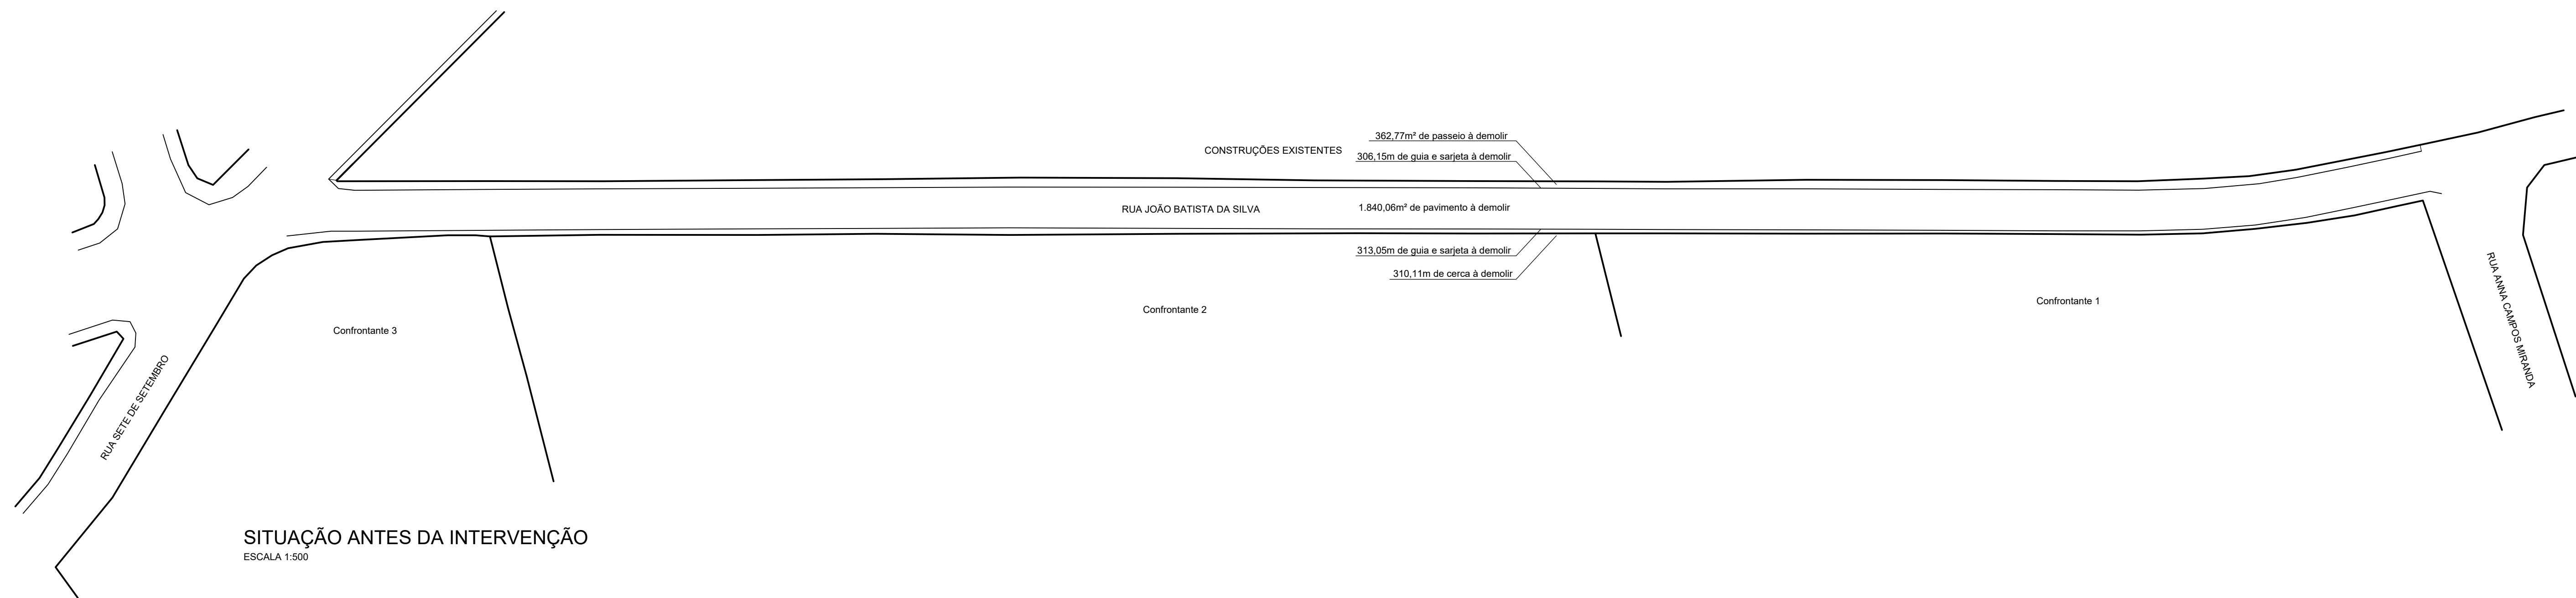 362,77m² de passeio à demolir
CONSTRUÇÕES EXISTENTES
306,15m de guia e sarjeta à demolir
RUA JOÃO BATISTA DA SILVA
1.840,06m² de pavimento à demolir
313,05m de guia e sarjeta à demolir
310,11m de cerca à demolir
Confrontante 3
Confrontante 2
Confrontante 1
RUA SETE DE SETEMBRO
RUA ANNA CAMPOS MIRANDA
SITUAÇÃO ANTES DA INTERVENÇÃO
ESCALA 1:500